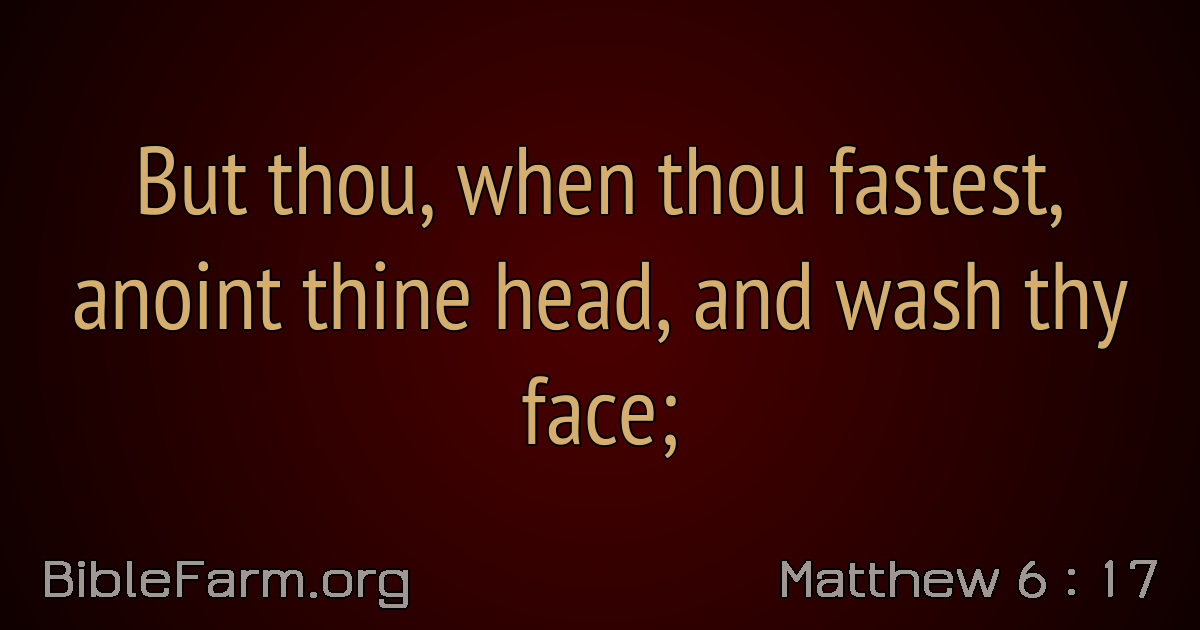 But thou, when thou fastest,
anoint thine head, and wash thy
face;
BibleFarm.org
Matthew 6 : 17